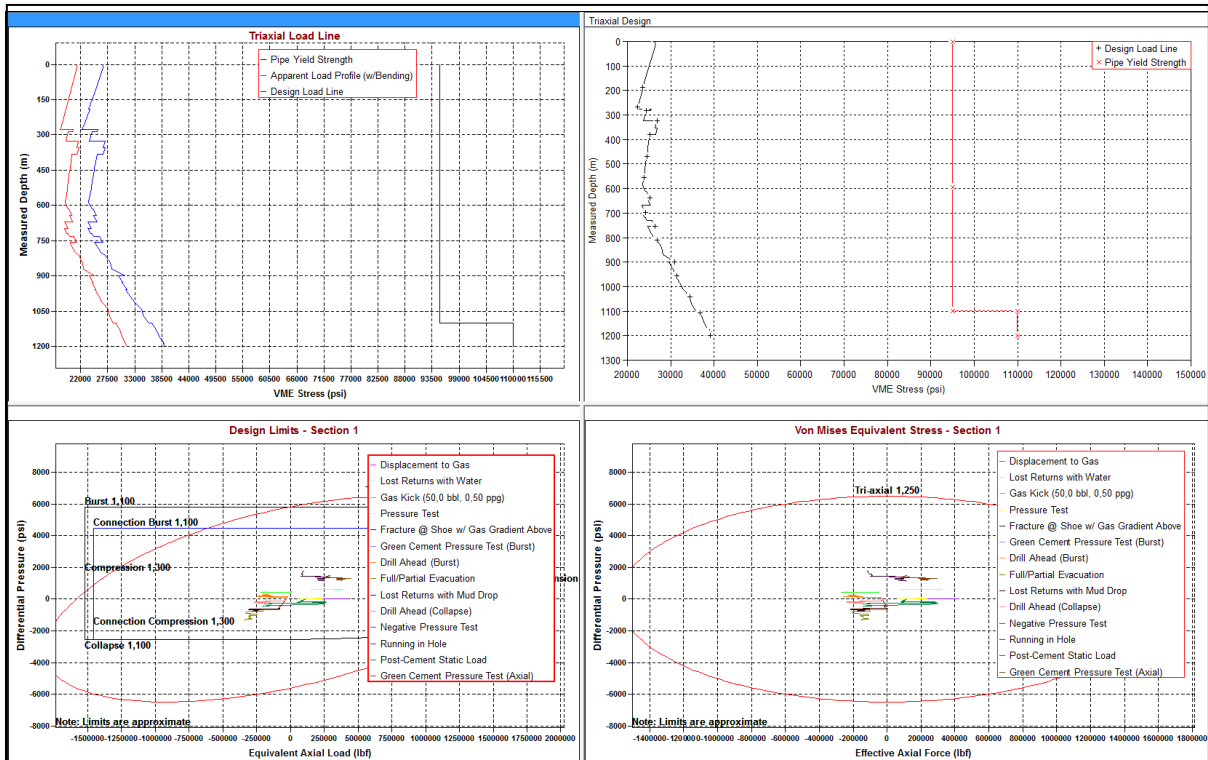 Triaxial Load Line
Pipe Yield Strength
Apparent Load Profile (w/Bending)
Design Load Line
0
150
300
450
600
750
900
1050
1200
Measured Depth (m)
22000 27500 33000 38500 44000 49500 55000 60500 66000 71500 77000 82500 88000 93500 99000 104500 110000 115500
VME Stress (psi)
Triaxial Design
Design Load Line
Pipe Yield Strength
0
100
200
300
400
500
600
700
800
900
1000
1100
1200
1300
Measured Depth (m)
20000 30000 40000 50000 60000 70000 80000 90000 100000 110000 120000 130000 140000 150000
VME Stress (psi)
Design Limits - Section 1
8000
6000
4000
2000
0
-2000
-4000
-6000
-8000
Differential Pressure (psi)
Burst 1,100
Connection Burst 1,100
Compression 1,300
Connection Compression 1,300
Collapse 1,100
Note: Limits are approximate
Displacement to Gas
Lost Returns with Water
Gas Kick (50,0 bbl, 0,50 ppg)
Pressure Test
Fracture @ Shoe w/ Gas Gradient Above
Green Cement Pressure Test (Burst)
Drill Ahead (Burst)
Full/Partial Evacuation
Lost Returns with Mud Drop
Drill Ahead (Collapse)
Negative Pressure Test
Running in Hole
Post-Cement Static Load
Green Cement Pressure Test (Axial)
-1500000 -1250000 -1000000 -750000 -500000 -250000 0 250000 500000 750000 1000000 1250000 1500000 1750000 2000000
Equivalent Axial Load (lbf)
Von Mises Equivalent Stress - Section 1
8000
6000
4000
2000
0
-2000
-4000
-6000
-8000
Differential Pressure (psi)
Tri-axial 1,250
Note: Limits are approximate
Displacement to Gas
Lost Returns with Water
Gas Kick (50,0 bbl, 0,50 ppg)
Pressure Test
Fracture @ Shoe w/ Gas Gradient Above
Green Cement Pressure Test (Burst)
Drill Ahead (Burst)
Full/Partial Evacuation
Lost Returns with Mud Drop
Drill Ahead (Collapse)
Negative Pressure Test
Running in Hole
Post-Cement Static Load
Green Cement Pressure Test (Axial)
-1400000 -1200000 -1000000 -800000 -600000 -400000 -200000 0 200000 400000 600000 800000 1000000 1200000 1400000 1600000 1800000
Effective Axial Force (lbf)